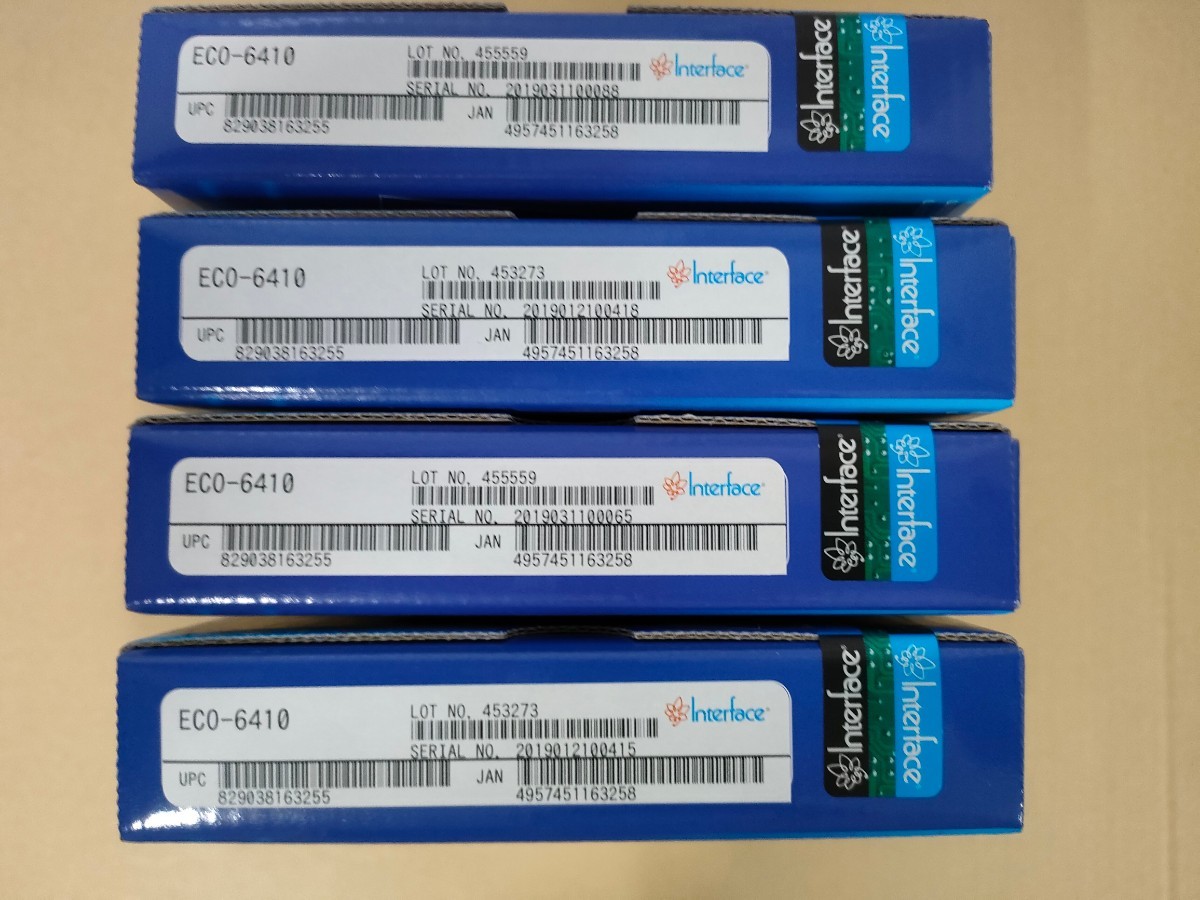 ECO-6410
LOT NO. 455559
Interface
SERIAL NO. 2019031100088
UPC
829038163255
JAN
4957451163258
Interface
Interface
ECO-6410
LOT NO. 453273
Interface
SERIAL NO. 2019012100418
UPC
829038163255
JAN
4957451163258
Interface
Interface
ECO-6410
LOT NO. 455559
Interface
SERIAL NO. 2019031100065
UPC
829038163255
JAN
4957451163258
Interface
Interface
ECO-6410
LOT NO. 453273
Interface
SERIAL NO. 2019012100415
UPC
829038163255
JAN
4957451163258
Interface
Interface